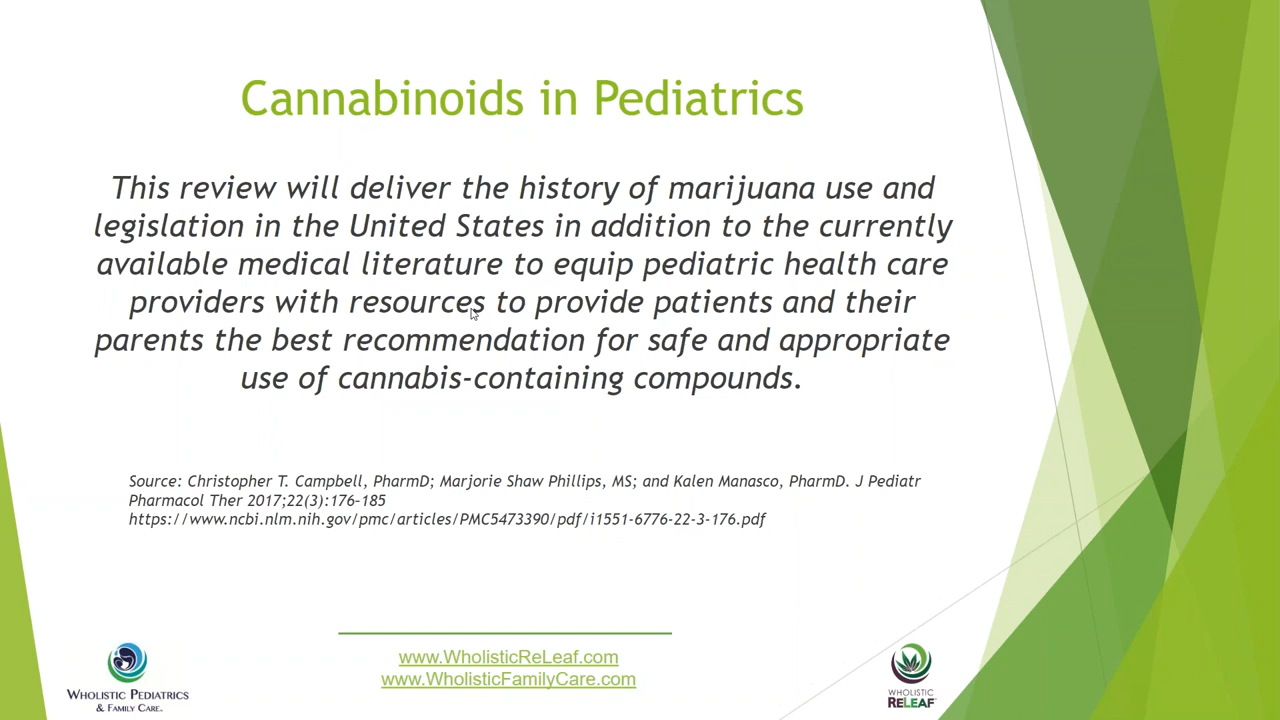 Cannabinoids in Pediatrics
This review will deliver the history of marijuana use and
legislation in the United States in addition to the currently
available medical literature to equip pediatric health care
providers with resources to provide patients and their
parents the best recommendation for safe and appropriate
use of cannabis-containing compounds.
Source: Christopher T. Campbell, PharmD; Marjorie Shaw Phillips, MS; and Kalen Manasco, PharmD. J Pediatr
Pharmacol Ther 2017;22(3):176–185
https://www.ncbi.nlm.nih.gov/pmc/articles/PMC5473390/pdf/i1551-6776-22-3-176.pdf
www.WholisticReLeaf.com
www.WholisticFamilyCare.com
WHOLISTIC PEDIATRICS
& FAMILY CARE.
WHOLISTIC
RELEAF